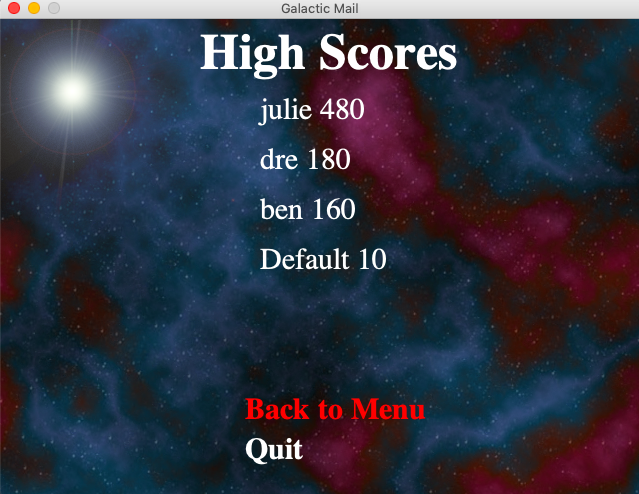 Galactic Mail
High Scores
julie 480
dre 180
ben 160
Default 10
Back to Menu
Quit